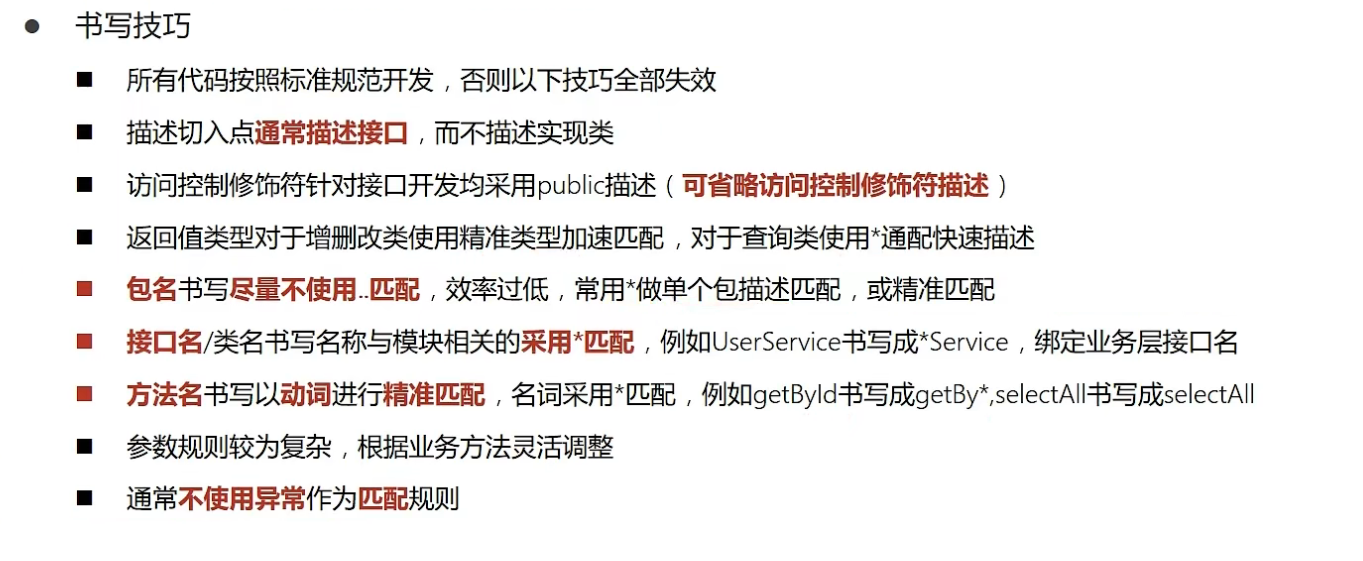 书写技巧
所有代码按照标准规范开发，否则以下技巧全部失效
描述切入点通常描述接口，而不描述实现类
访问控制修饰符针对接口开发均采用public描述（可省略访问控制修饰符描述）
返回值类型对于增删改类使用精准类型加速匹配，对于查询类使用*通配快速描述
包名书写尽量不使用..匹配，效率过低，常用*做单个包描述匹配，或精准匹配
接口名/类名书写名称与模块相关的采用*匹配，例如UserService书写成*Service，绑定业务层接口名
方法名书写以动词进行精准匹配，名词采用*匹配，例如getById书写成getBy*,selectAll书写成selectAll
参数规则较为复杂，根据业务方法灵活调整
通常不使用异常作为匹配规则